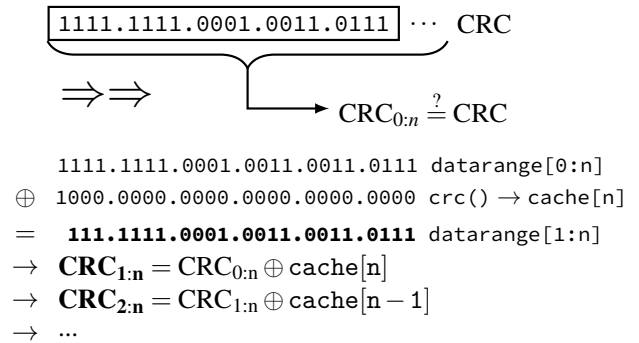 1111.1111.0001.0011.0111 ⋯ CRC
⇒⇒
CRC₀:ₙ ≟ CRC
1111.1111.0001.0011.0011.0111 datarange[0:n]
⊕ 1000.0000.0000.0000.0000.0000 crc() → cache[n]
= 111.1111.0001.0011.0011.0111 datarange[1:n]
→ CRC₁:ₙ = CRC₀:ₙ ⊕ cache[n]
→ CRC₂:ₙ = CRC₁:ₙ ⊕ cache[n − 1]
→ ...